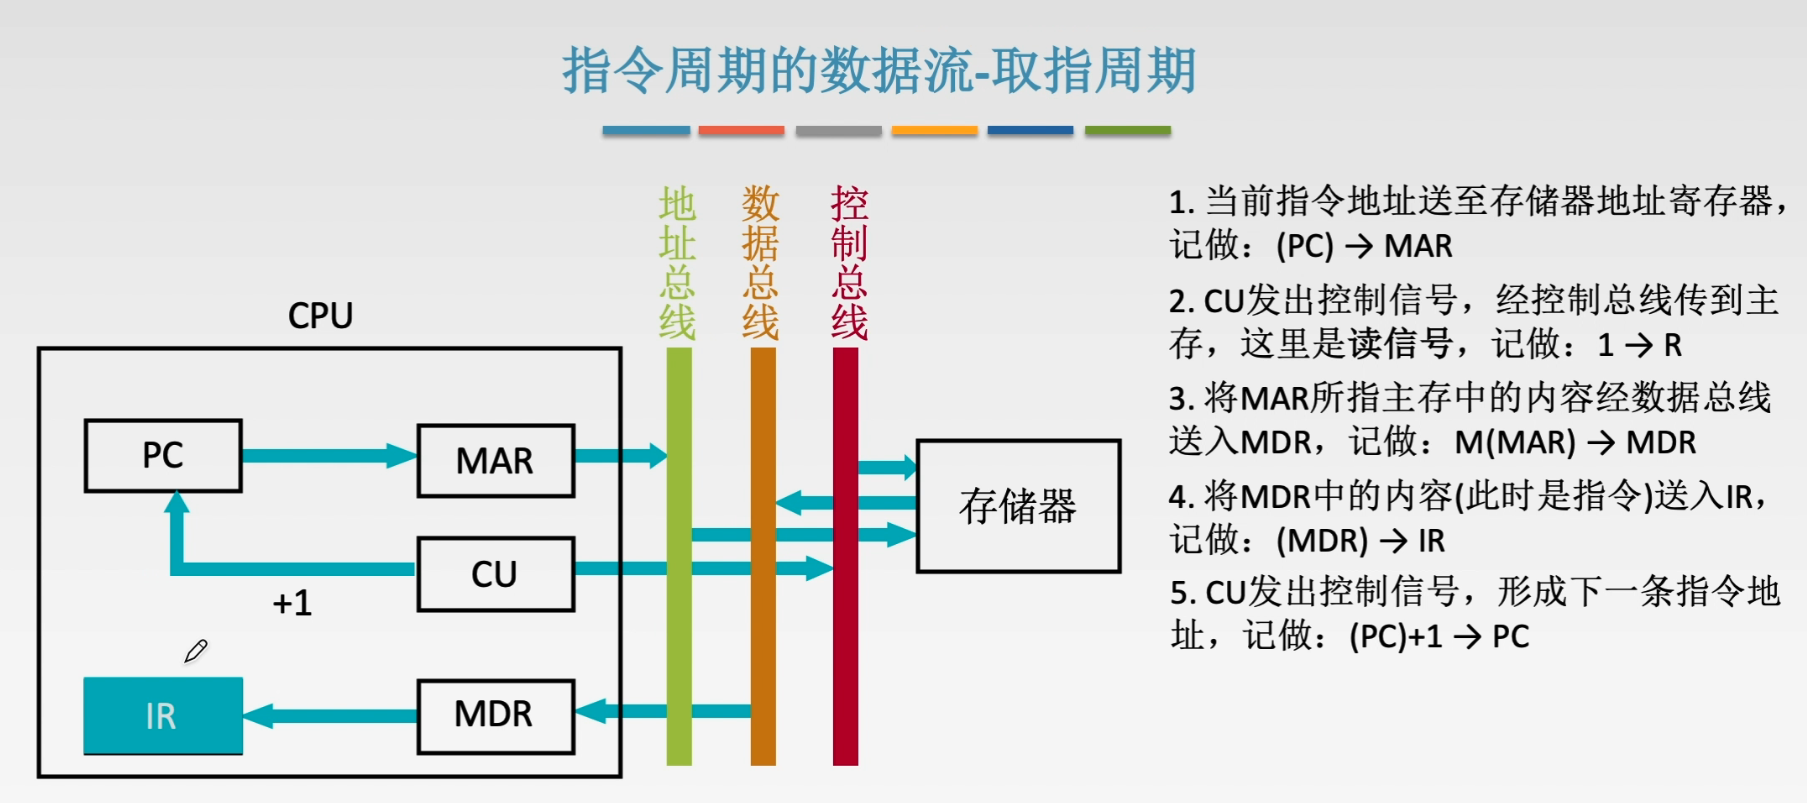 指令周期的数据流-取指周期
地址总线
数据总线
控制总线
CPU
PC
MAR
CU
+1
IR
MDR
存储器
1. 当前指令地址送至存储器地址寄存器，
记做：(PC) → MAR
2. CU发出控制信号，经控制总线传到主
存，这里是读信号，记做：1 → R
3. 将MAR所指主存中的内容经数据总线
送入MDR，记做：M(MAR) → MDR
4. 将MDR中的内容(此时是指令)送入IR，
记做：(MDR) → IR
5. CU发出控制信号，形成下一条指令地
址，记做：(PC)+1 → PC